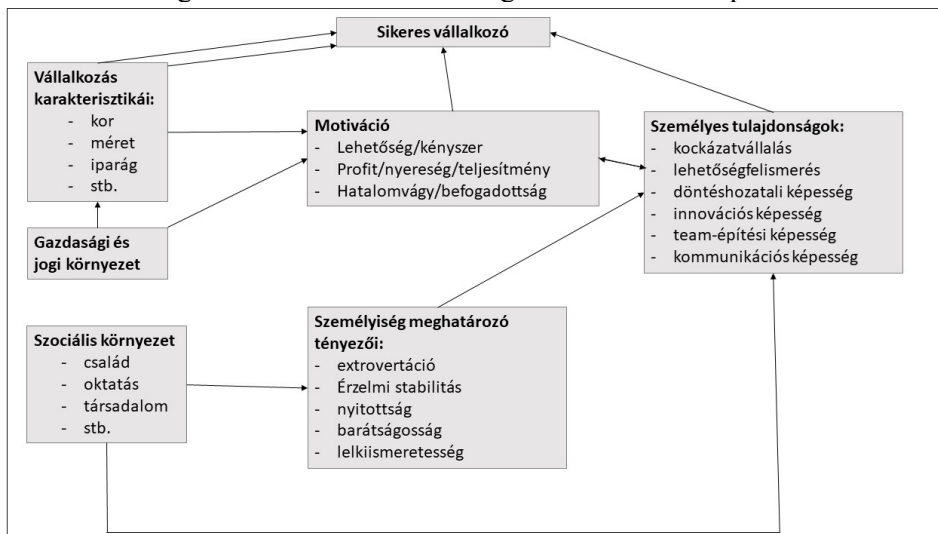 Sikeres vállalkozó
Vállalkozás
karakterisztikái:
- kor
- méret
- iparág
- stb.
Motiváció
- Lehetőség/kényszer
- Profit/nyereség/teljesítmény
- Hatalomvágy/befogadottság
Személyes tulajdonságok:
- kockázatvállalás
- lehetőségfelismerés
- döntéshozatali képesség
- innovációs képesség
- team-építési képesség
- kommunikációs képesség
Gazdasági és
jogi környezet
Szociális környezet
- család
- oktatás
- társadalom
- stb.
Személyiség meghatározó
tényezői:
- extrovertáció
- Érzelmi stabilitás
- nyitottság
- barátságosság
- lelkiismeretesség